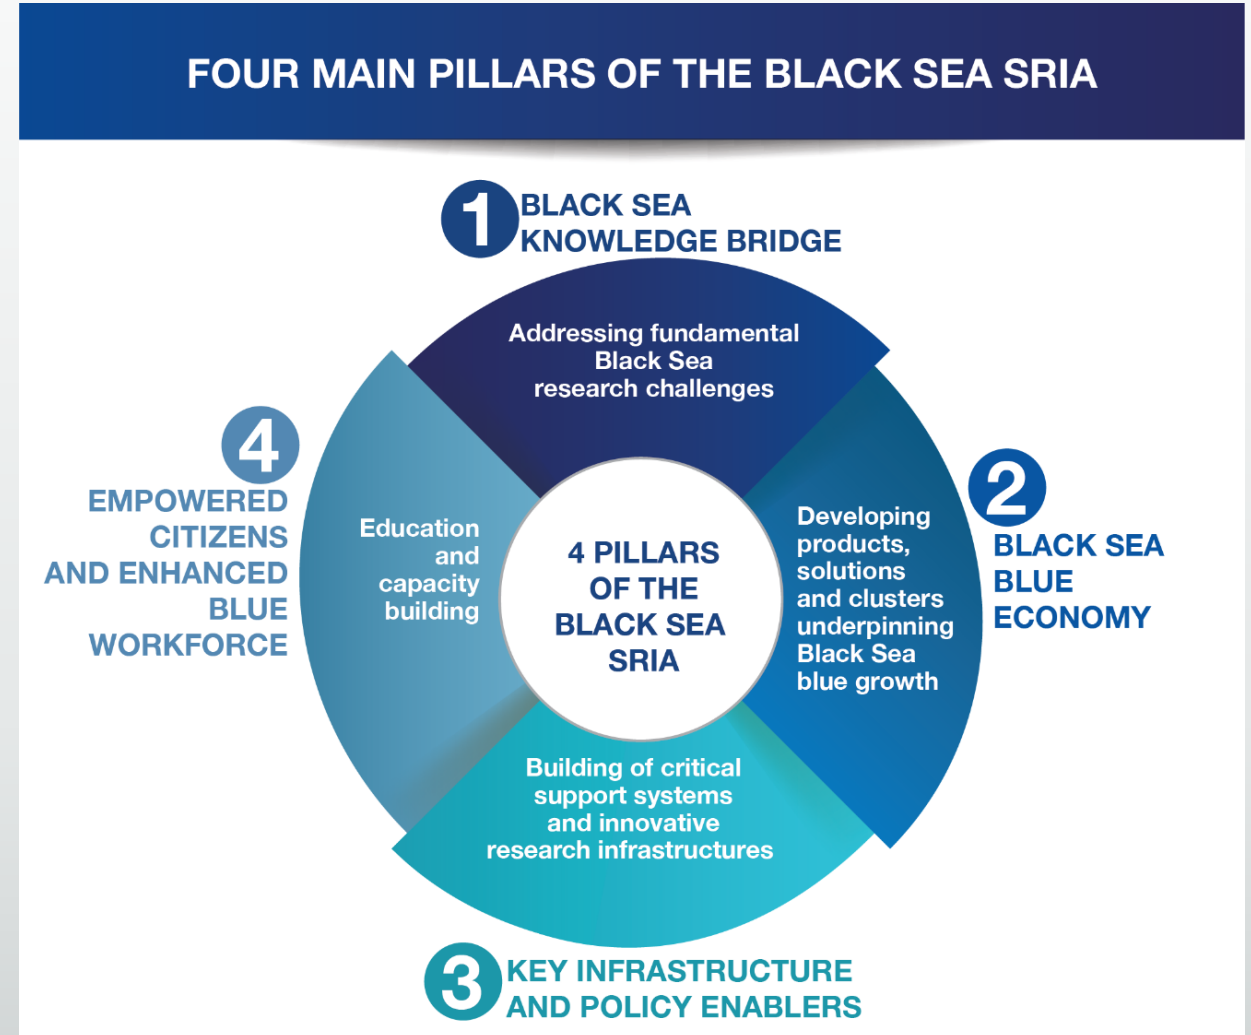 FOUR MAIN PILLARS OF THE BLACK SEA SRIA
1
BLACK SEA
KNOWLEDGE BRIDGE
Addressing fundamental
Black Sea
research challenges
2
BLACK SEA
BLUE
ECONOMY
Developing
products,
solutions
and clusters
underpinning
Black Sea
blue growth
3
KEY INFRASTRUCTURE
AND POLICY ENABLERS
Building of critical
support systems
and innovative
research infrastructures
4
EMPOWERED
CITIZENS
AND ENHANCED
BLUE
WORKFORCE
Education
and
capacity
building
4 PILLARS
OF THE
BLACK SEA
SRIA